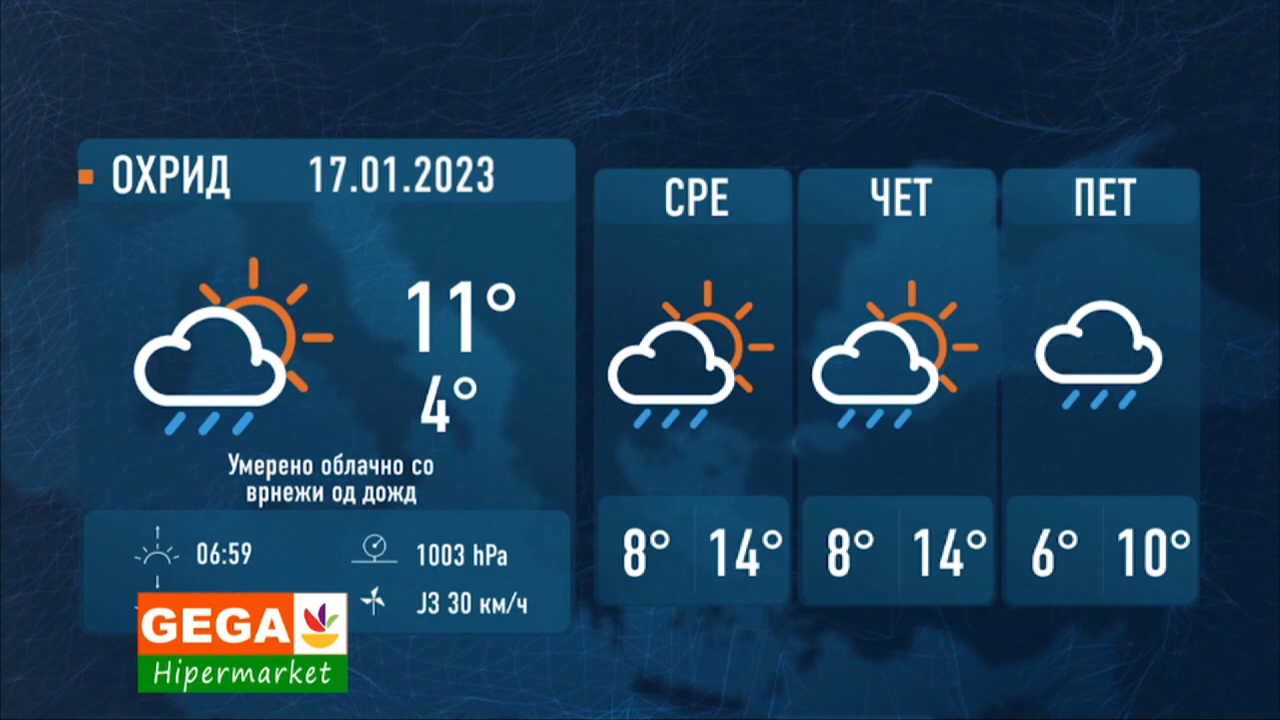 ОХРИД 17.01.2023
11°
4°
Умерено облачно со
врнежи од дожд
06:59
1003 hPa
ЈЗ 30 км/ч
GEGA
Hipermarket
СРЕ
8° 14°
ЧЕТ
8° 14°
ПЕТ
6° 10°